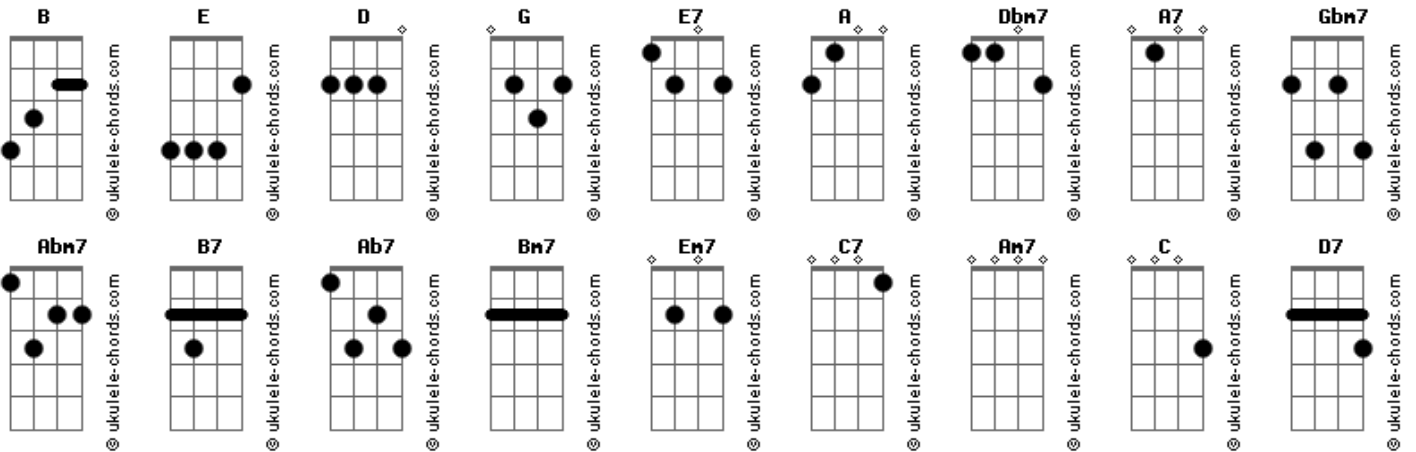 B E D G E7 A Dbm7 A7 Gbm7
© ukulele-chords.com © ukulele-chords.com © ukulele-chords.com © ukulele-chords.com © ukulele-chords.com © ukulele-chords.com © ukulele-chords.com © ukulele-chords.com © ukulele-chords.com
Abm7 B7 Ab7 Bm7 Em7 C7 Am7 C D7
© ukulele-chords.com © ukulele-chords.com © ukulele-chords.com © ukulele-chords.com © ukulele-chords.com © ukulele-chords.com © ukulele-chords.com © ukulele-chords.com © ukulele-chords.com